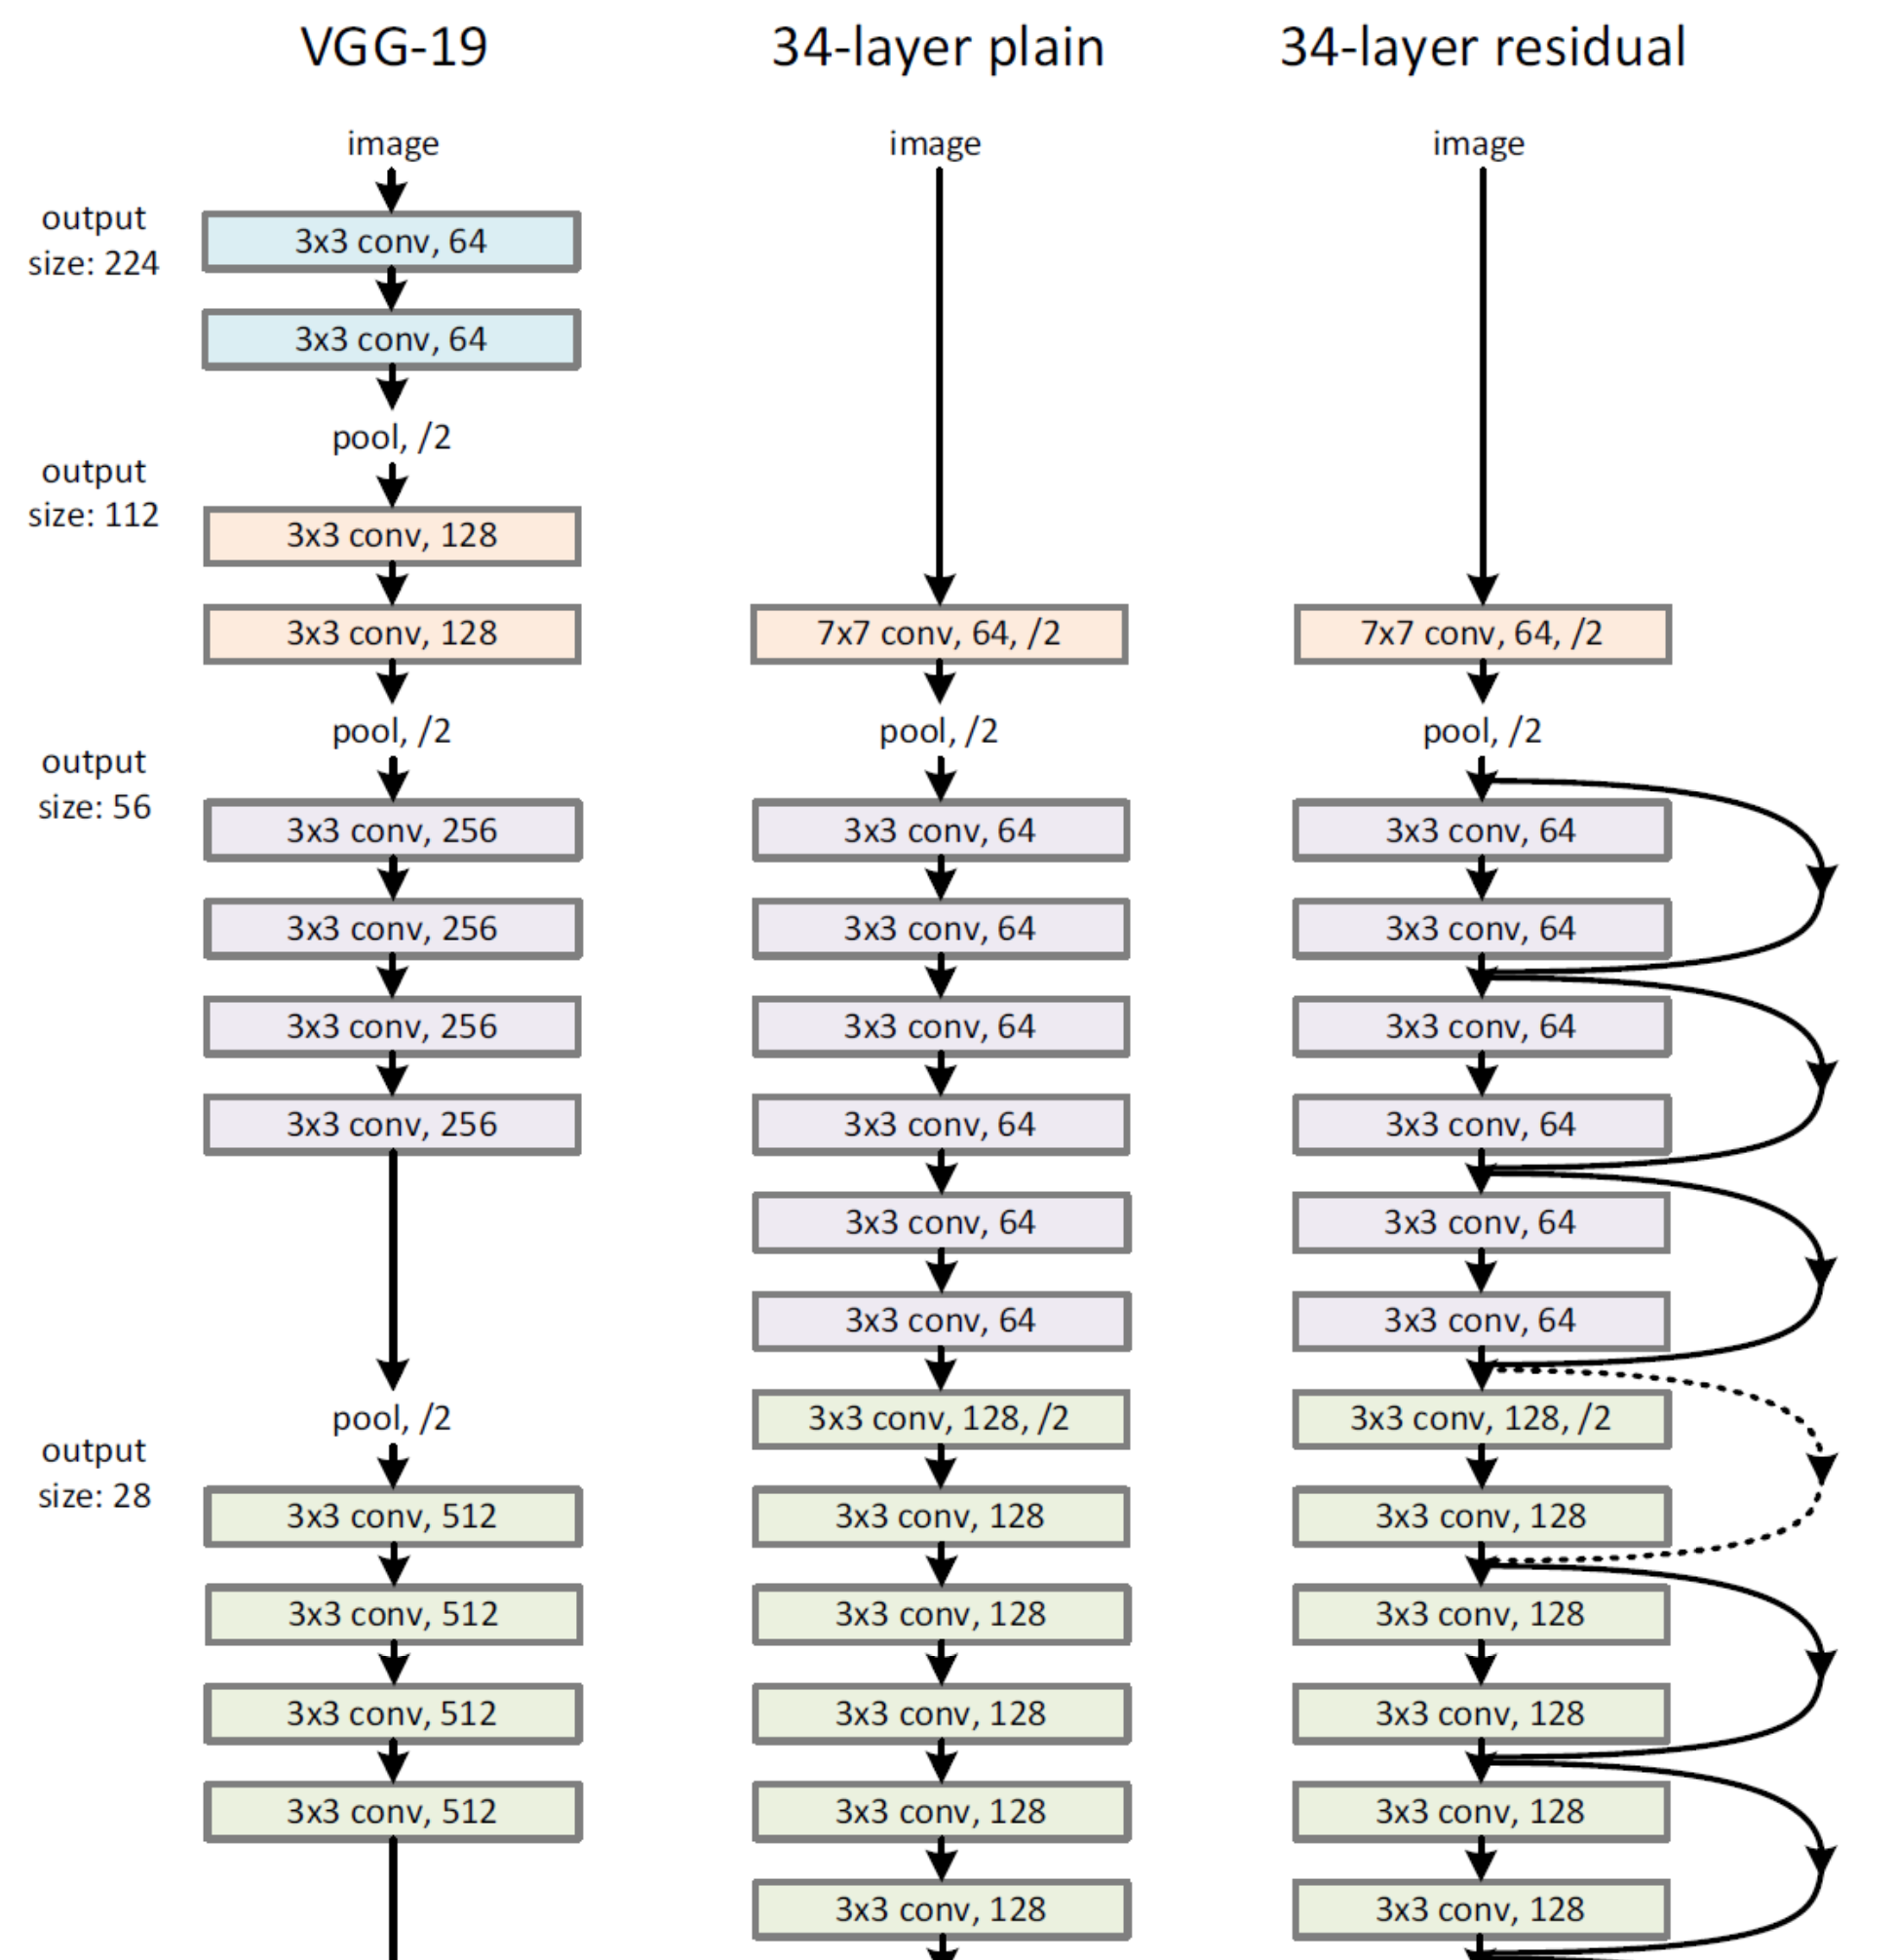 VGG-19
34-layer plain
34-layer residual
image
image
image
output
size: 224
3x3 conv, 64
3x3 conv, 64
pool, /2
output
size: 112
3x3 conv, 128
3x3 conv, 128
7x7 conv, 64, /2
7x7 conv, 64, /2
pool, /2
pool, /2
pool, /2
output
size: 56
3x3 conv, 256
3x3 conv, 64
3x3 conv, 64
3x3 conv, 256
3x3 conv, 64
3x3 conv, 64
3x3 conv, 256
3x3 conv, 64
3x3 conv, 64
3x3 conv, 256
3x3 conv, 64
3x3 conv, 64
3x3 conv, 64
3x3 conv, 64
3x3 conv, 64
3x3 conv, 64
pool, /2
3x3 conv, 128, /2
3x3 conv, 128, /2
output
size: 28
3x3 conv, 512
3x3 conv, 128
3x3 conv, 128
3x3 conv, 512
3x3 conv, 128
3x3 conv, 128
3x3 conv, 512
3x3 conv, 128
3x3 conv, 128
3x3 conv, 512
3x3 conv, 128
3x3 conv, 128
3x3 conv, 128
3x3 conv, 128